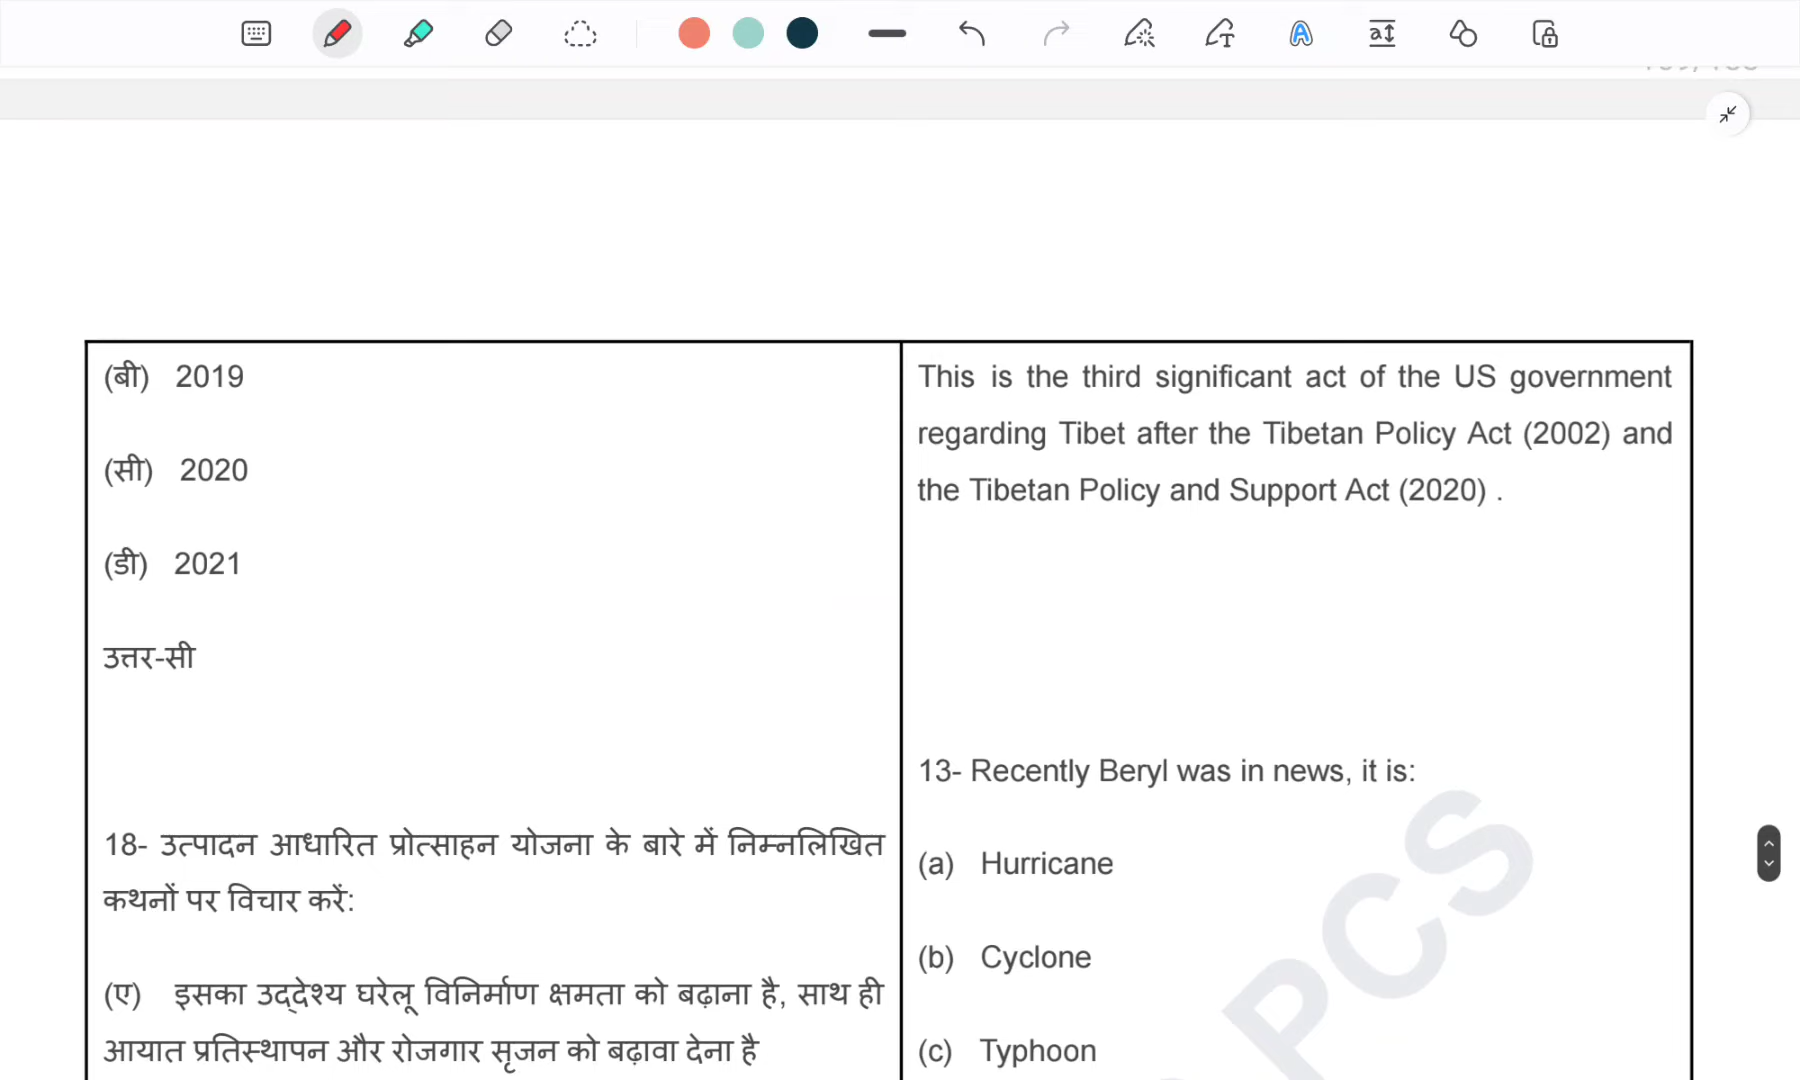 (बी) 2019
(सी) 2020
(डी) 2021
उत्तर-सी
18- उत्पादन आधारित प्रोत्साहन योजना के बारे में निम्नलिखित
कथनों पर विचार करें:
(ए) इसका उद्देश्य घरेलू विनिर्माण क्षमता को बढ़ाना है, साथ ही
आयात प्रतिस्थापन और रोजगार सृजन को बढ़ावा देना है
This is the third significant act of the US government
regarding Tibet after the Tibetan Policy Act (2002) and
the Tibetan Policy and Support Act (2020) .
13- Recently Beryl was in news, it is:
(a) Hurricane
(b) Cyclone
(c) Typhoon
PCS